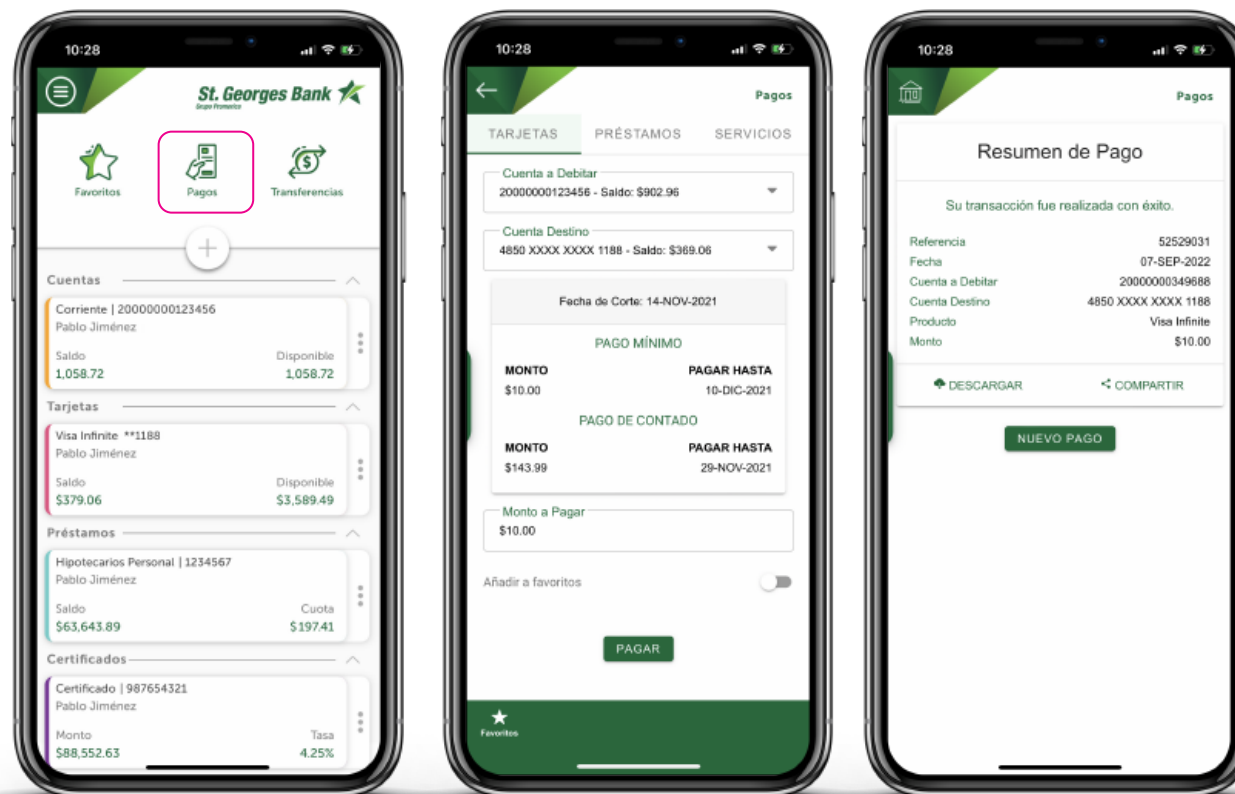 10:28
St. Georges Bank
Grupo Promerica
Favoritos Pagos Transferencias
+
Cuentas
Corriente | 20000000123456
Pablo Jiménez
Saldo Disponible
1,058.72 1,058.72
Tarjetas
Visa Infinite **1188
Pablo Jiménez
Saldo Disponible
$379.06 $3,589.49
Préstamos
Hipotecarios Personal | 1234567
Pablo Jiménez
Saldo Cuota
$63,643.89 $197.41
Certificados
Certificado | 987654321
Pablo Jiménez
Monto Tasa
$88,552.63 4.25%
10:28
Pagos
TARJETAS PRÉSTAMOS SERVICIOS
Cuenta a Debitar
20000000123456 - Saldo: $902.96
Cuenta Destino
4850 XXXX XXXX 1188 - Saldo: $369.06
Fecha de Corte: 14-NOV-2021
PAGO MÍNIMO
MONTO PAGAR HASTA
$10.00 10-DIC-2021
PAGO DE CONTADO
MONTO PAGAR HASTA
$143.99 29-NOV-2021
Monto a Pagar
$10.00
Añadir a favoritos
PAGAR
Favoritos
10:28
Pagos
Resumen de Pago
Su transacción fue realizada con éxito.
Referencia 52529031
Fecha 07-SEP-2022
Cuenta a Debitar 20000000349688
Cuenta Destino 4850 XXXX XXXX 1188
Producto Visa Infinite
Monto $10.00
DESCARGAR COMPARTIR
NUEVO PAGO